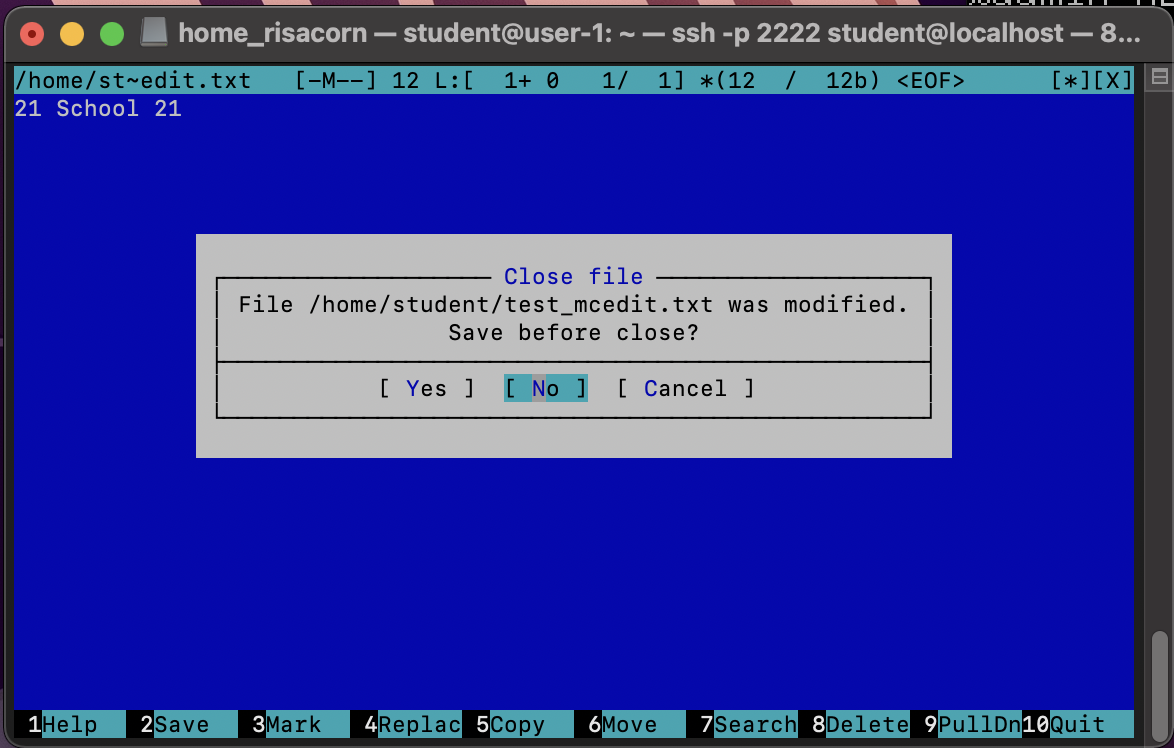 home_risacorn — student@user-1: ~ — ssh -p 2222 student@localhost — 8...
/home/st~edit.txt [-M--] 12 L:[ 1+ 0 1/ 1] *(12 / 12b) <EOF> [*][X]
21 School 21
Close file
File /home/student/test_mcedit.txt was modified.
Save before close?
[ Yes ] [ No ] [ Cancel ]
1Help 2Save 3Mark 4Replac 5Copy 6Move 7Search 8Delete 9PullDn 10Quit